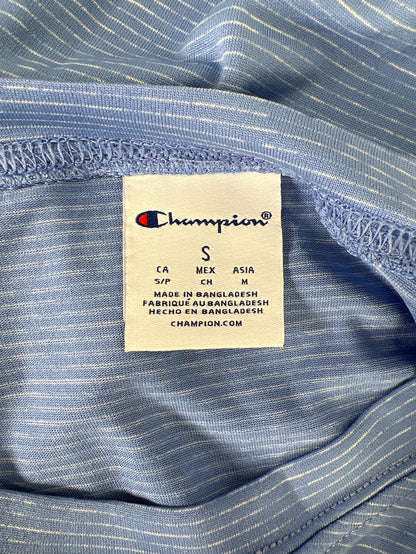 Champion®
S
CA MEX ASIA
S/P CH M
MADE IN BANGLADESH
FABRIQUÉ AU BANGLADESH
HECHO EN BANGLADESH
CHAMPION.COM